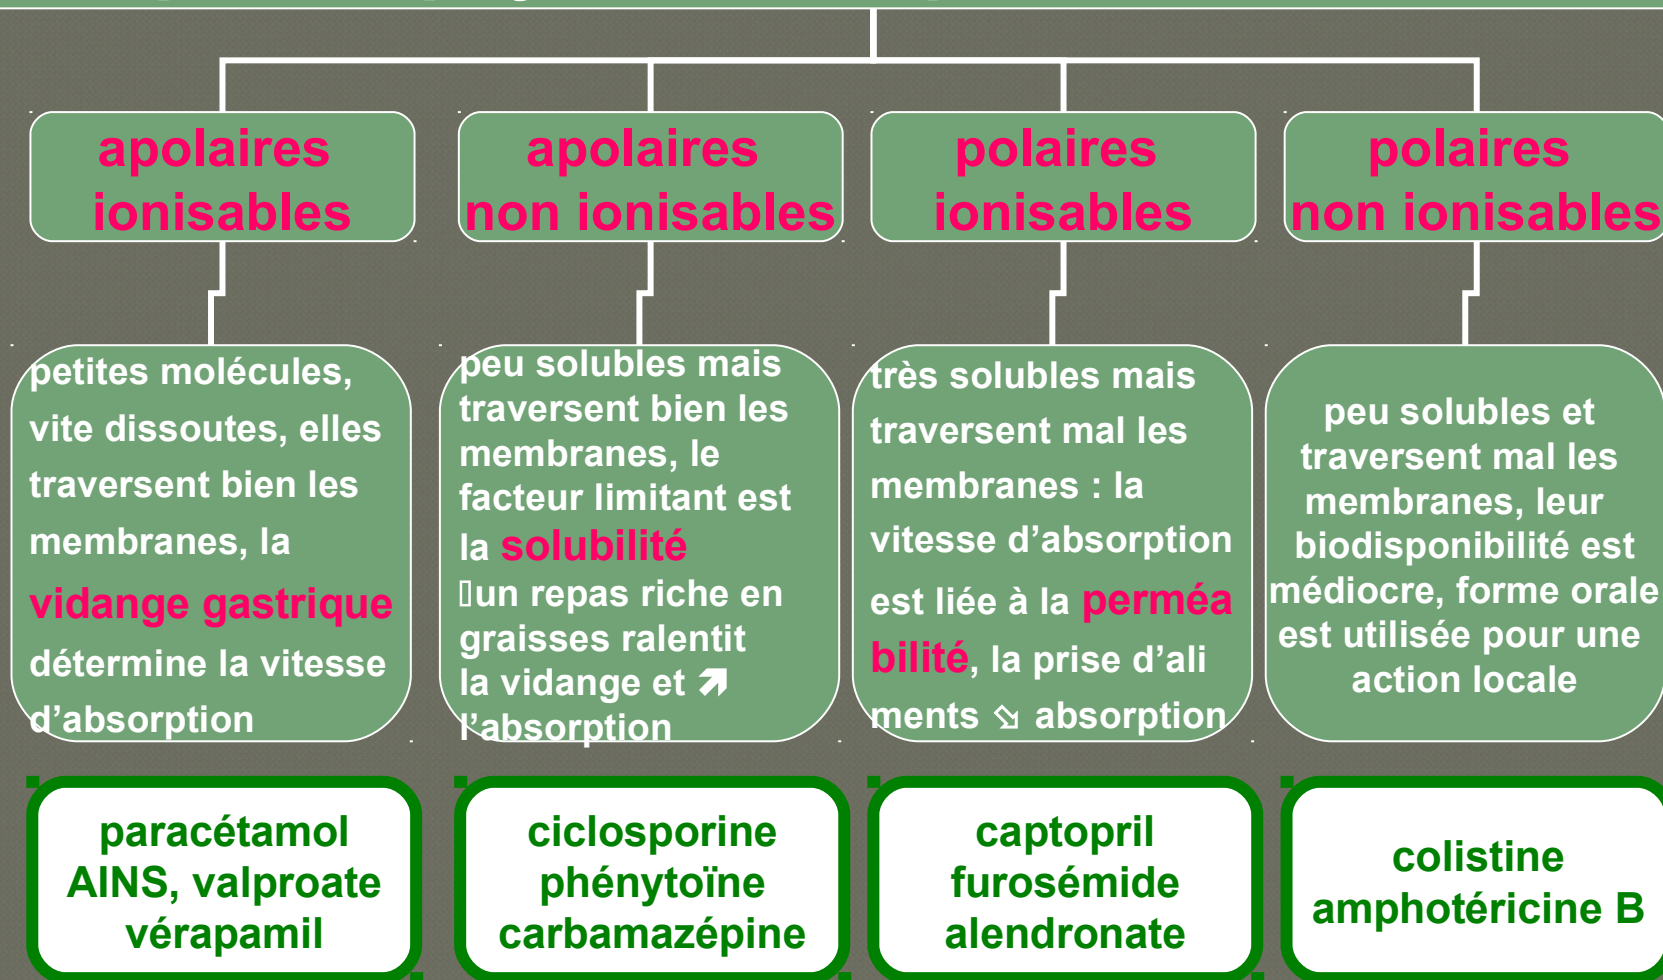 apolaires
ionisables
apolaires
non ionisables
polaires
ionisables
polaires
non ionisables
petites molécules,
vite dissoutes, elles
traversent bien les
membranes, la
vidange gastrique
détermine la vitesse
d’absorption
peu solubles mais
traversent bien les
membranes, le
facteur limitant est
la solubilité
un repas riche en
graisses ralentit
la vidange et ↗
l’absorption
très solubles mais
traversent mal les
membranes : la
vitesse d’absorption
est liée à la perméa
bilité, la prise d’ali
ments ↘ absorption
peu solubles et
traversent mal les
membranes, leur
biodisponibilité est
médiocre, forme orale
est utilisée pour une
action locale
paracétamol
AINS, valproate
vérapamil
ciclosporine
phénytoïne
carbamazépine
captopril
furosémide
alendronate
colistine
amphotéricine B